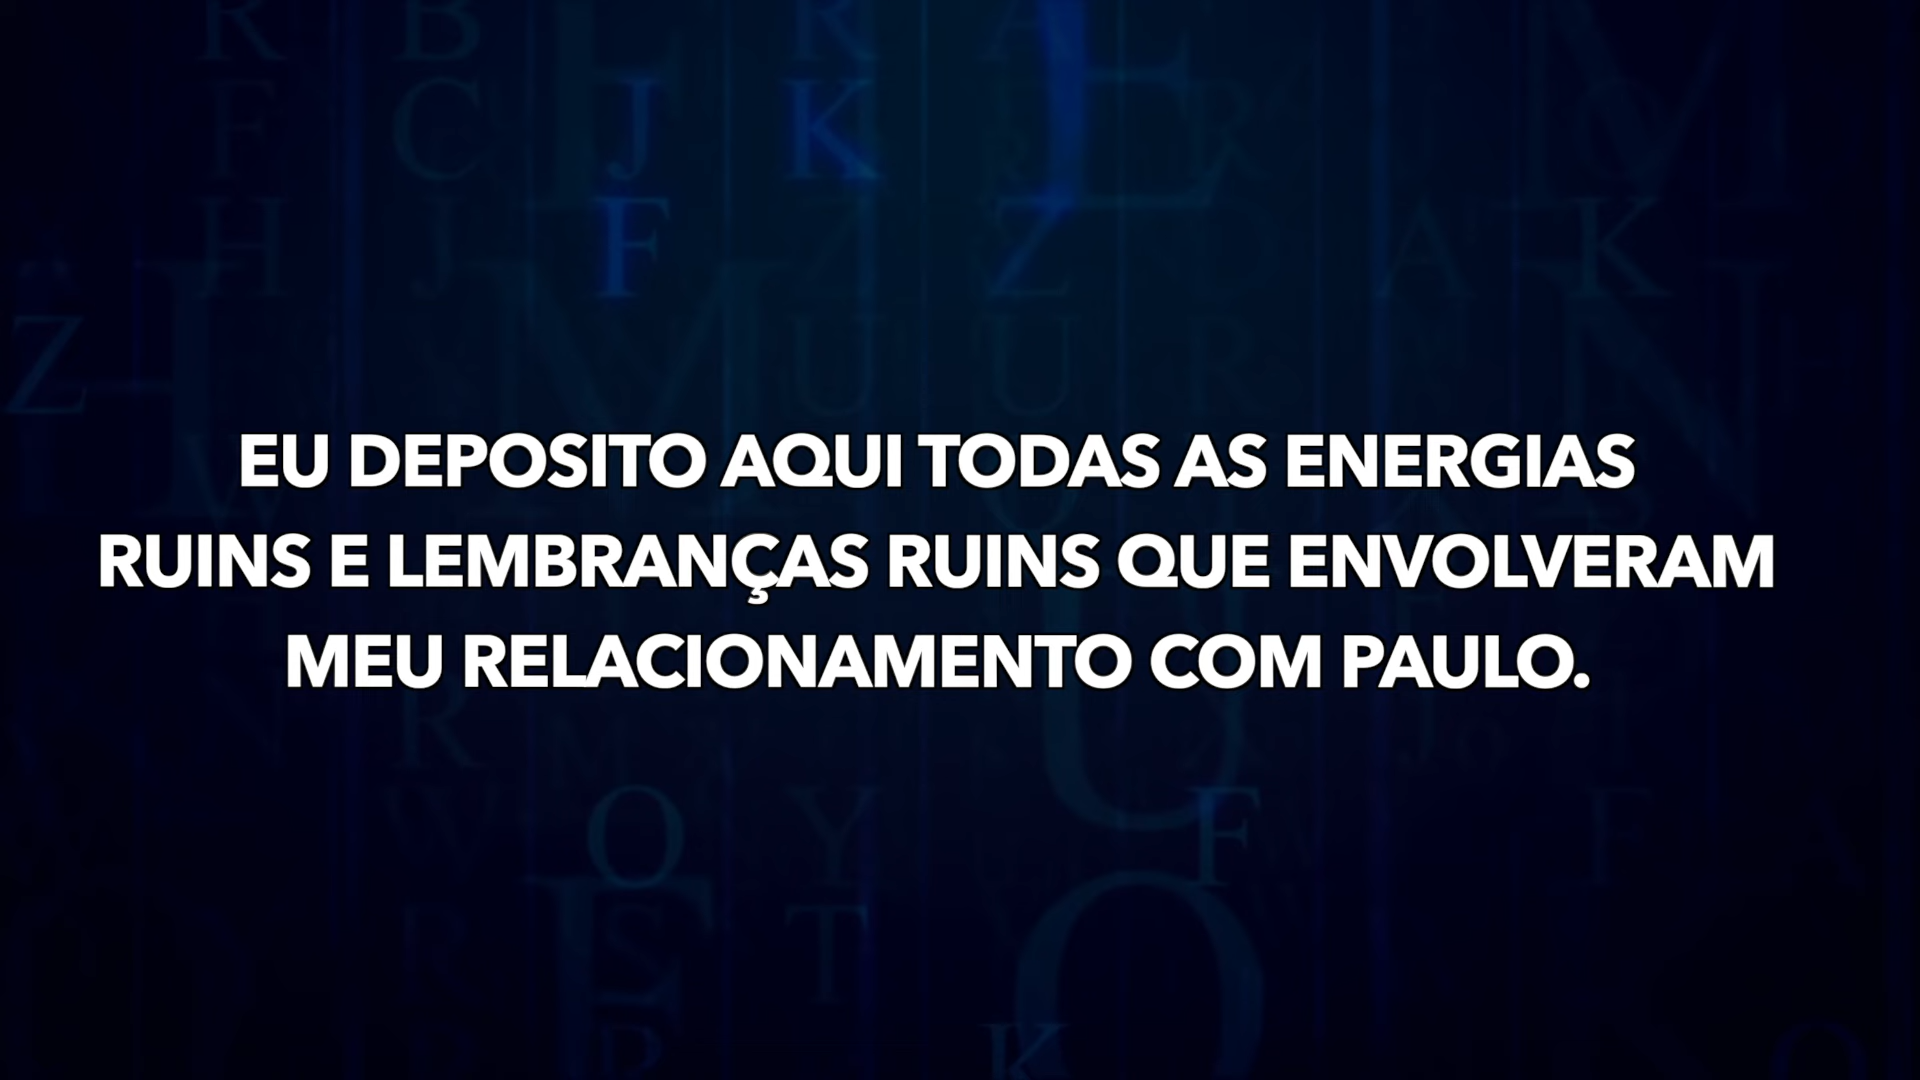 EU DEPOSITO AQUI TODAS AS ENERGIAS
RUINS E LEMBRANÇAS RUINS QUE ENVOLVERAM
MEU RELACIONAMENTO COM PAULO.